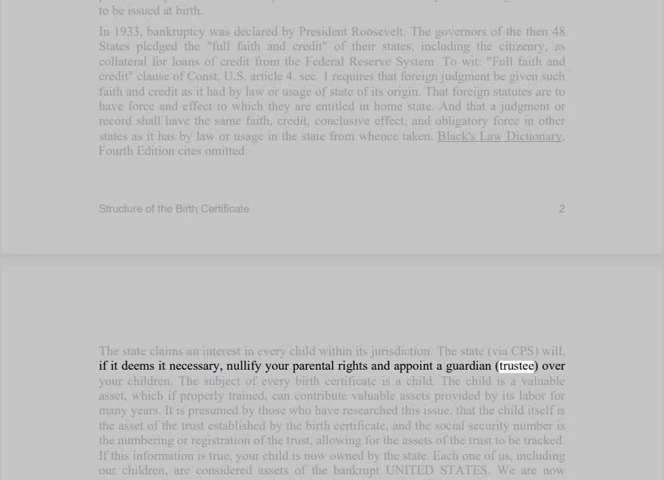 to be issued at birth.
In 1933, bankruptcy was declared by President Roosevelt. The governors of the then 48
States pledged the "full faith and credit" of their states, including the citizenry, as
collateral for loans of credit from the Federal Reserve System To wit: "Full faith and
credit" clause of Const. U.S. article 4. sec. 1 requires that foreign judgment be given such
faith and credit as it had by law or usage of state of its origin. That foreign statutes are to
have force and effect to which they are entitled in home state. And that a judgment or
record shall have the same faith, credit, conclusive effect, and obligatory force in other
states as it has by law or usage in the state from whence taken. Black's Law Dictionary,
Fourth Edition cites omitted.
Structure of the Birth Certificate 2
The state claims an interest in every child within its jurisdiction. The state (via CPS) will,
if it deems it necessary, nullify your parental rights and appoint a guardian (trustee) over
your children. The subject of every birth certificate is a child. The child is a valuable
asset, which if properly trained, can contribute valuable assets provided by its labor for
many years. It is presumed by those who have researched this issue, that the child itself is
the asset of the trust established by the birth certificate, and the social security number is
the numbering or registration of the trust, allowing for the assets of the trust to be tracked.
If this information is true, your child is now owned by the state. Each one of us, including
our children, are considered assets of the bankrupt UNITED STATES. We are now